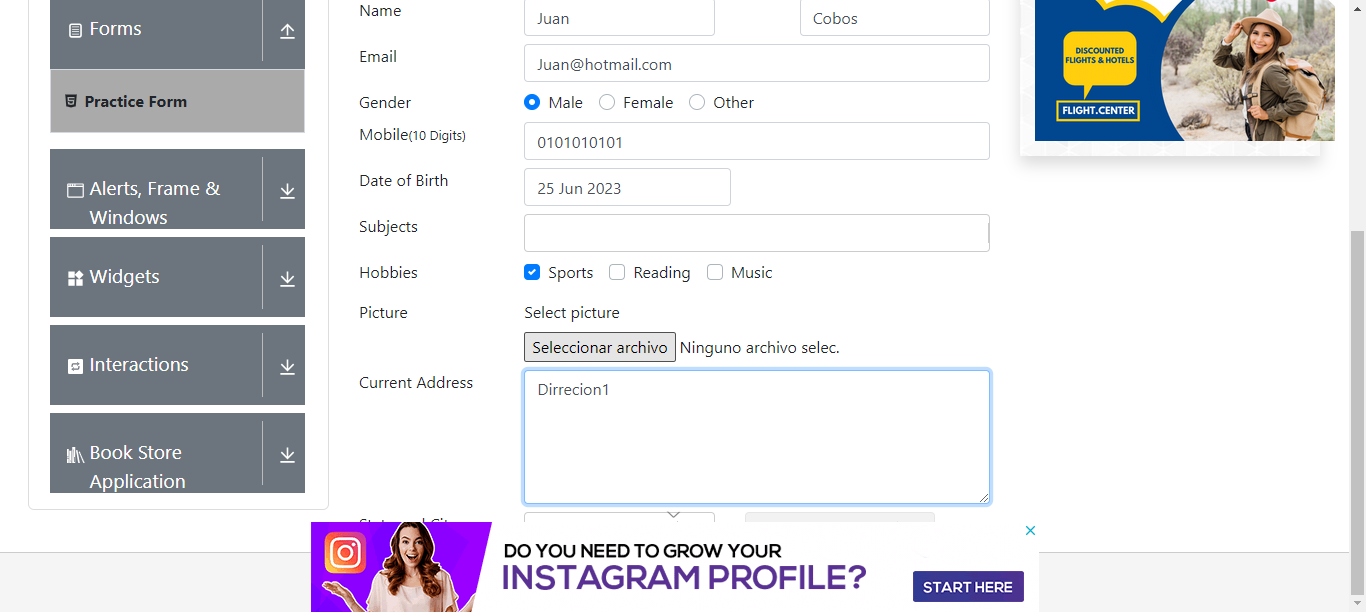 Forms
Practice Form
Alerts, Frame &
Windows
Widgets
Interactions
Book Store
Application
Name
Juan
Cobos
Email
Juan@hotmail.com
Gender
Male
Female
Other
Mobile(10 Digits)
0101010101
Date of Birth
25 Jun 2023
Subjects
Hobbies
Sports
Reading
Music
Picture
Select picture
Seleccionar archivo
Ninguno archivo selec.
Current Address
Dirrecion1
DISCOUNTED
FLIGHTS & HOTELS
FLIGHT.CENTER
DO YOU NEED TO GROW YOUR
INSTAGRAM PROFILE?
START HERE